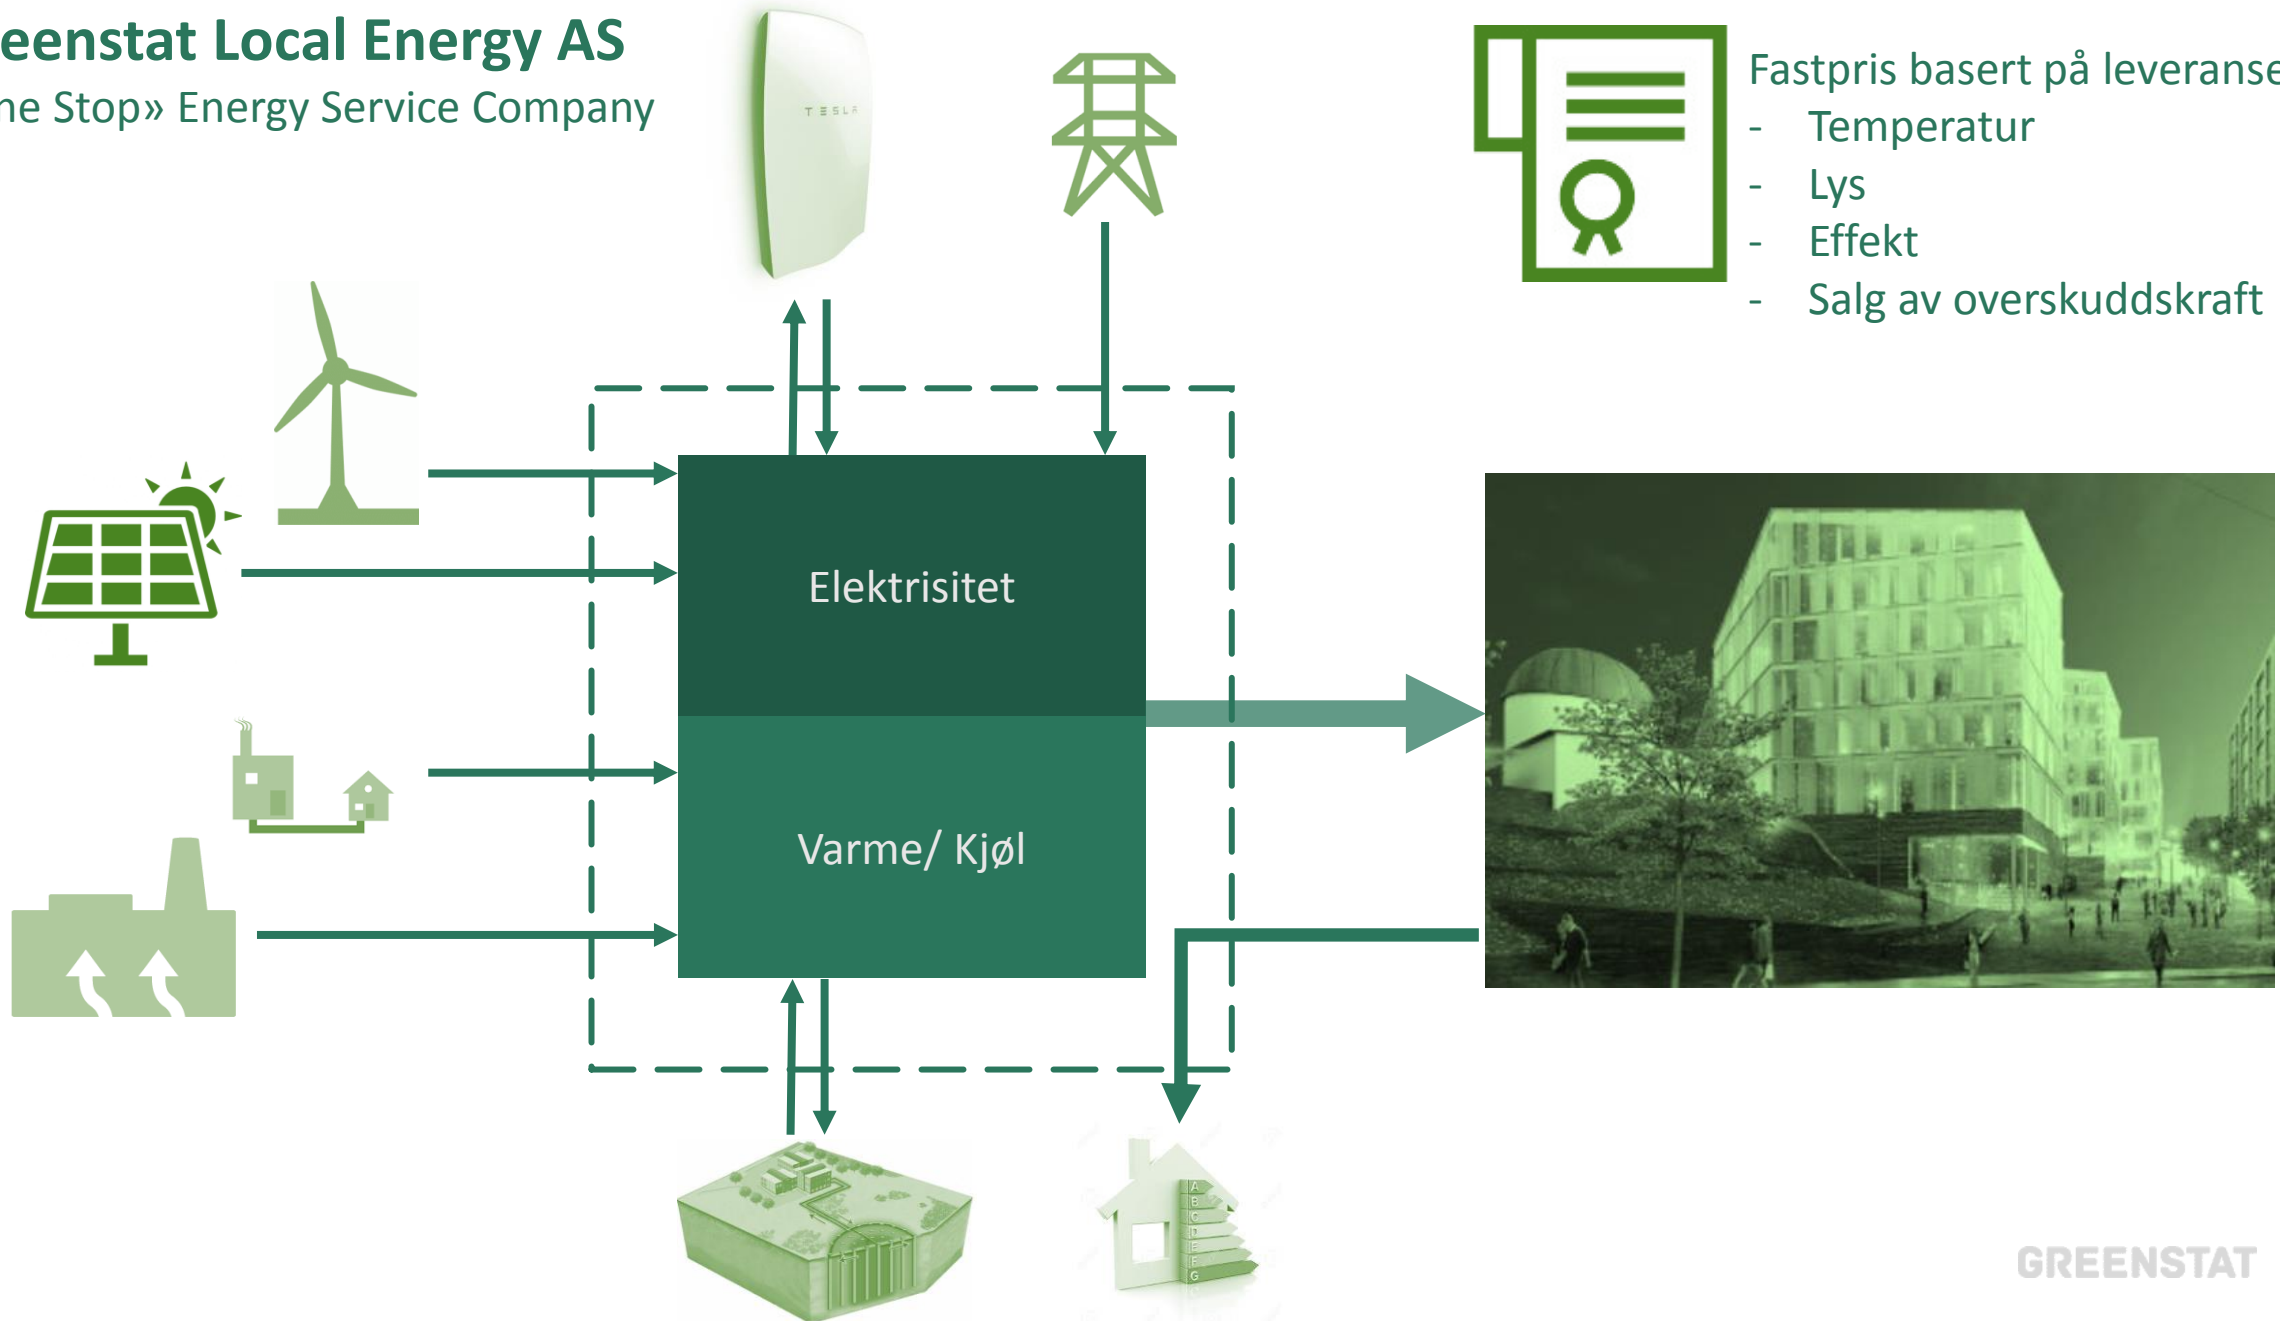 eenstat Local Energy AS
ne Stop» Energy Service Company
TESLA
Fastpris basert på leveranse
- Temperatur
- Lys
- Effekt
- Salg av overskuddskraft
Elektrisitet
Varme/ Kjøl
A
B
C
D
E
F
G
GREENSTAT